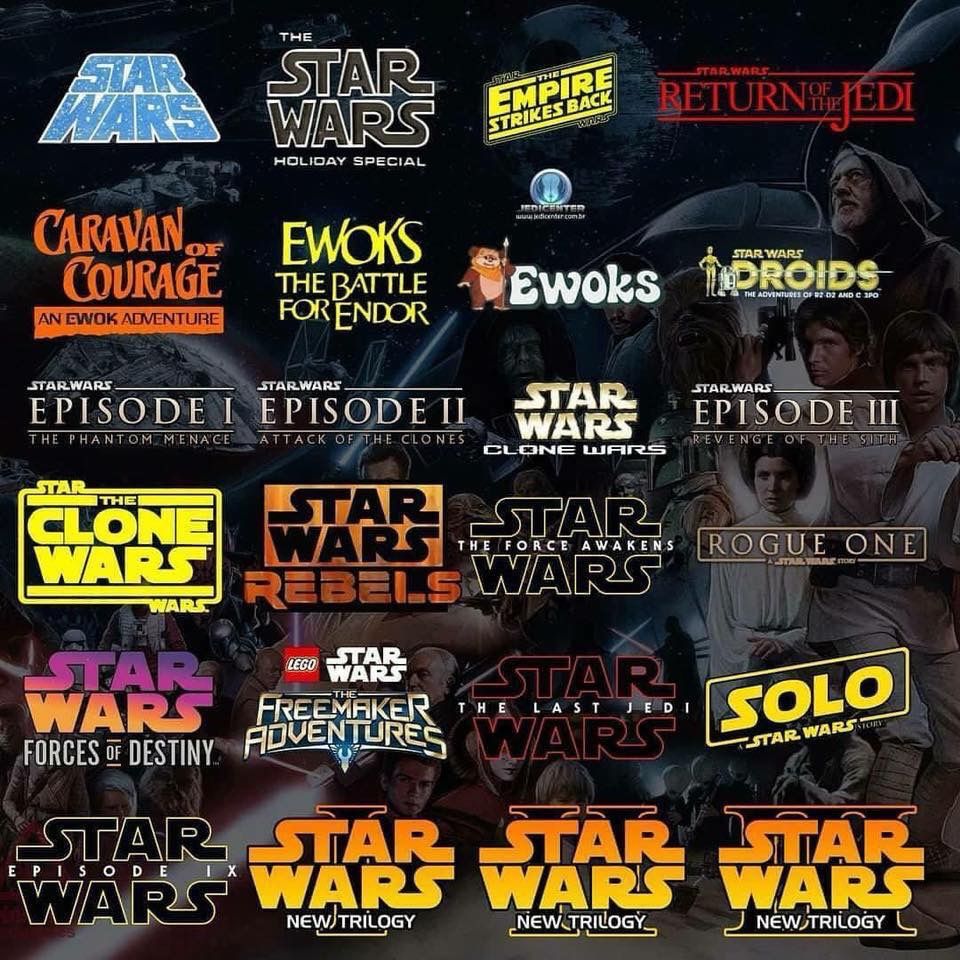 STAR
WARS
THE
STAR
WARS
HOLIDAY SPECIAL
STAR THE
EMPIRE
STRIKES BACK
WARS
STAR WARS
RETURN OF THE JEDI
JEDICENTER
www.jedicenter.com.br
CARAVAN OF
COURAGE
AN EWOK ADVENTURE
EWOKS
THE BATTLE
FOR ENDOR
Ewoks
STAR WARS
DROIDS
THE ADVENTURES OF R2-D2 AND C 3PO
STAR WARS
EPISODE I
THE PHANTOM MENACE
STAR WARS
EPISODE II
ATTACK OF THE CLONES
STAR
WARS
CLONE WARS
STAR WARS
EPISODE III
REVENGE OF THE SITH
STAR THE
CLONE
WARS
WARS
STAR
WARS
REBELS
STAR
THE FORCE AWAKENS
WARS
ROGUE ONE
A STAR WARS STORY
STAR
WARS
FORCES OF DESTINY
LEGO STAR
WARS
THE
FREEMAKER
ADVENTURES
STAR
THE LAST JEDI
WARS
SOLO
A STAR WARS STORY
STAR
EPISODE IX
WARS
STAR
WARS
NEW TRILOGY
STAR
WARS
NEW TRILOGY
STAR
WARS
NEW TRILOGY